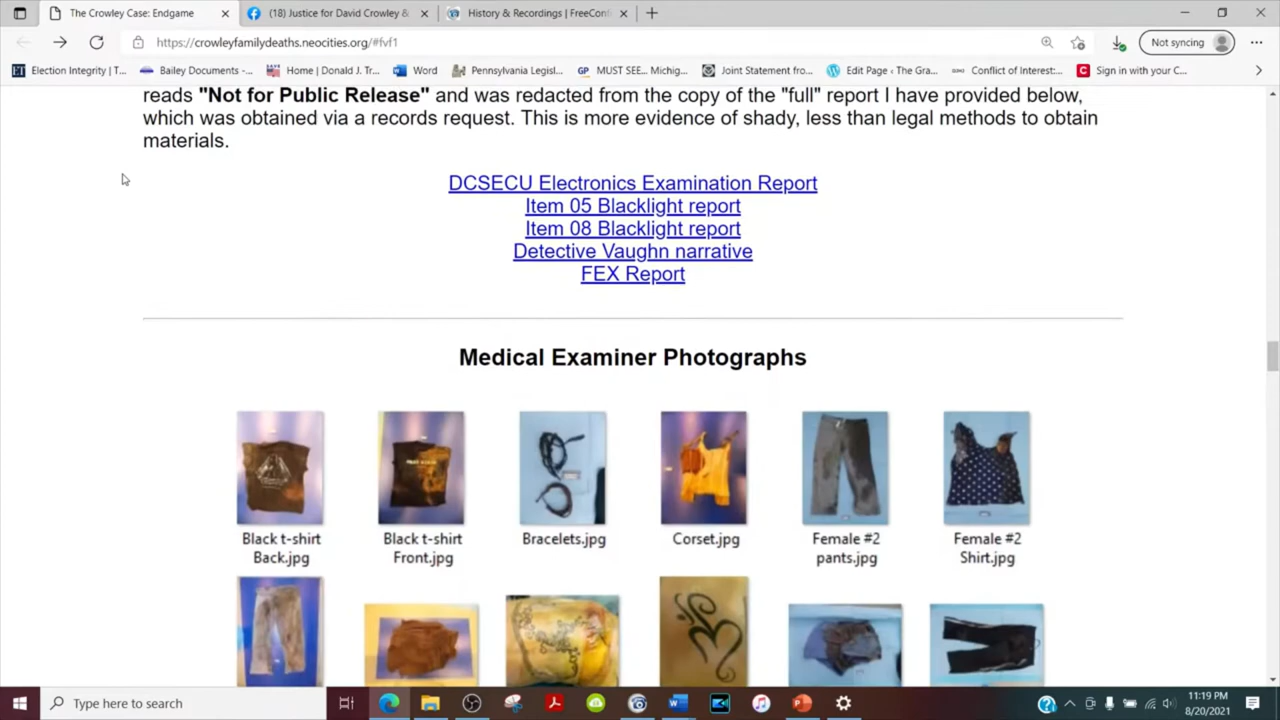 The Crowley Case: Endgame
(18) Justice for David Crowley &
History & Recordings | FreeConf
https://crowleyfamilydeaths.neocities.org/#fvf1
Not syncing
Election Integrity | T...
Bailey Documents -...
Home | Donald J. Tr...
Word
Pennsylvania Legisl...
GP
MUST SEE... Michig...
Joint Statement fro...
Edit Page ‹ The Gra...
Conflict of Interest:...
Sign in with your C...
reads "Not for Public Release" and was redacted from the copy of the "full" report I have provided below,
which was obtained via a records request. This is more evidence of shady, less than legal methods to obtain
materials.
DCSECU Electronics Examination Report
Item 05 Blacklight report
Item 08 Blacklight report
Detective Vaughn narrative
FEX Report
Medical Examiner Photographs
Black t-shirt
Back.jpg
Black t-shirt
Front.jpg
Bracelets.jpg
Corset.jpg
Female #2
pants.jpg
Female #2
Shirt.jpg
Type here to search
11:19 PM
8/20/2021